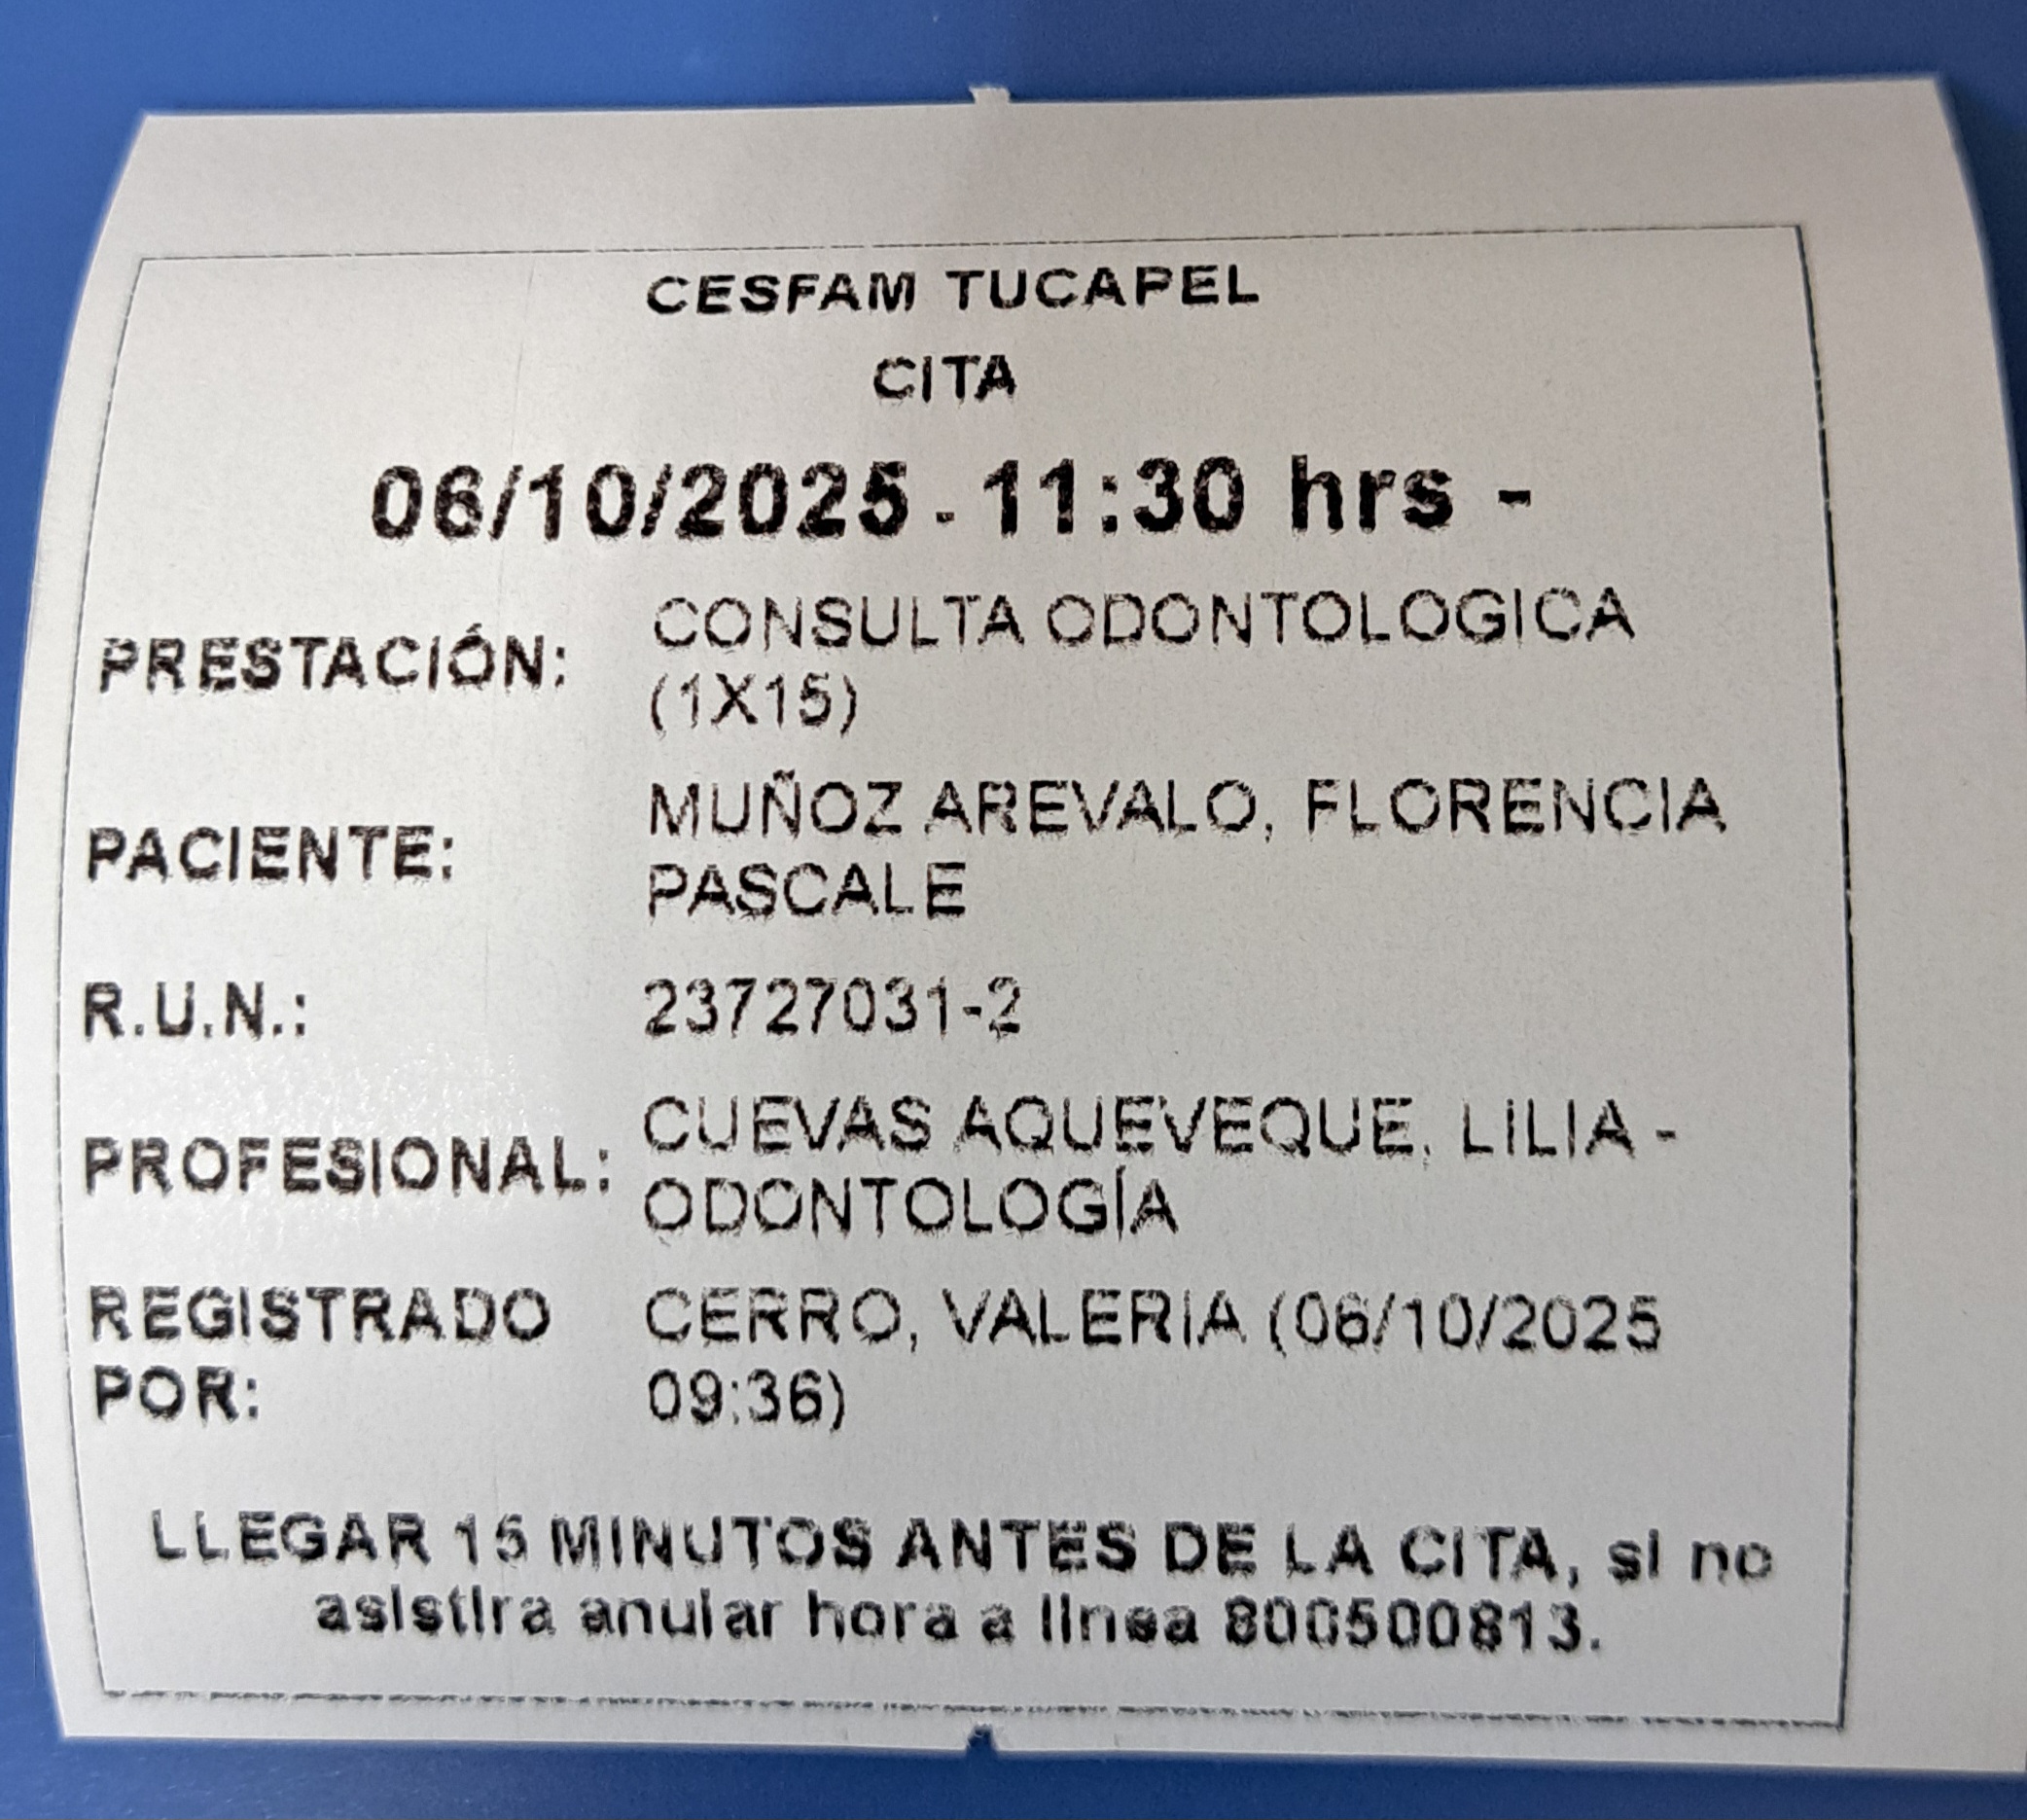 CESFAM TUCAPEL
CITA
06/10/2025 - 11:30 hrs -
PRESTACIÓN: CONSULTA ODONTOLOGICA
(1X15)
PACIENTE: MUÑOZ AREVALO, FLORENCIA
PASCALE
R.U.N.: 23727031-2
PROFESIONAL: CUEVAS AQUEVEQUE, LILIA -
ODONTOLOGÍA
REGISTRADO POR: CERRO, VALERIA (06/10/2025
09:36)
LLEGAR 15 MINUTOS ANTES DE LA CITA, si no
asistira anular hora a linea 800500813.